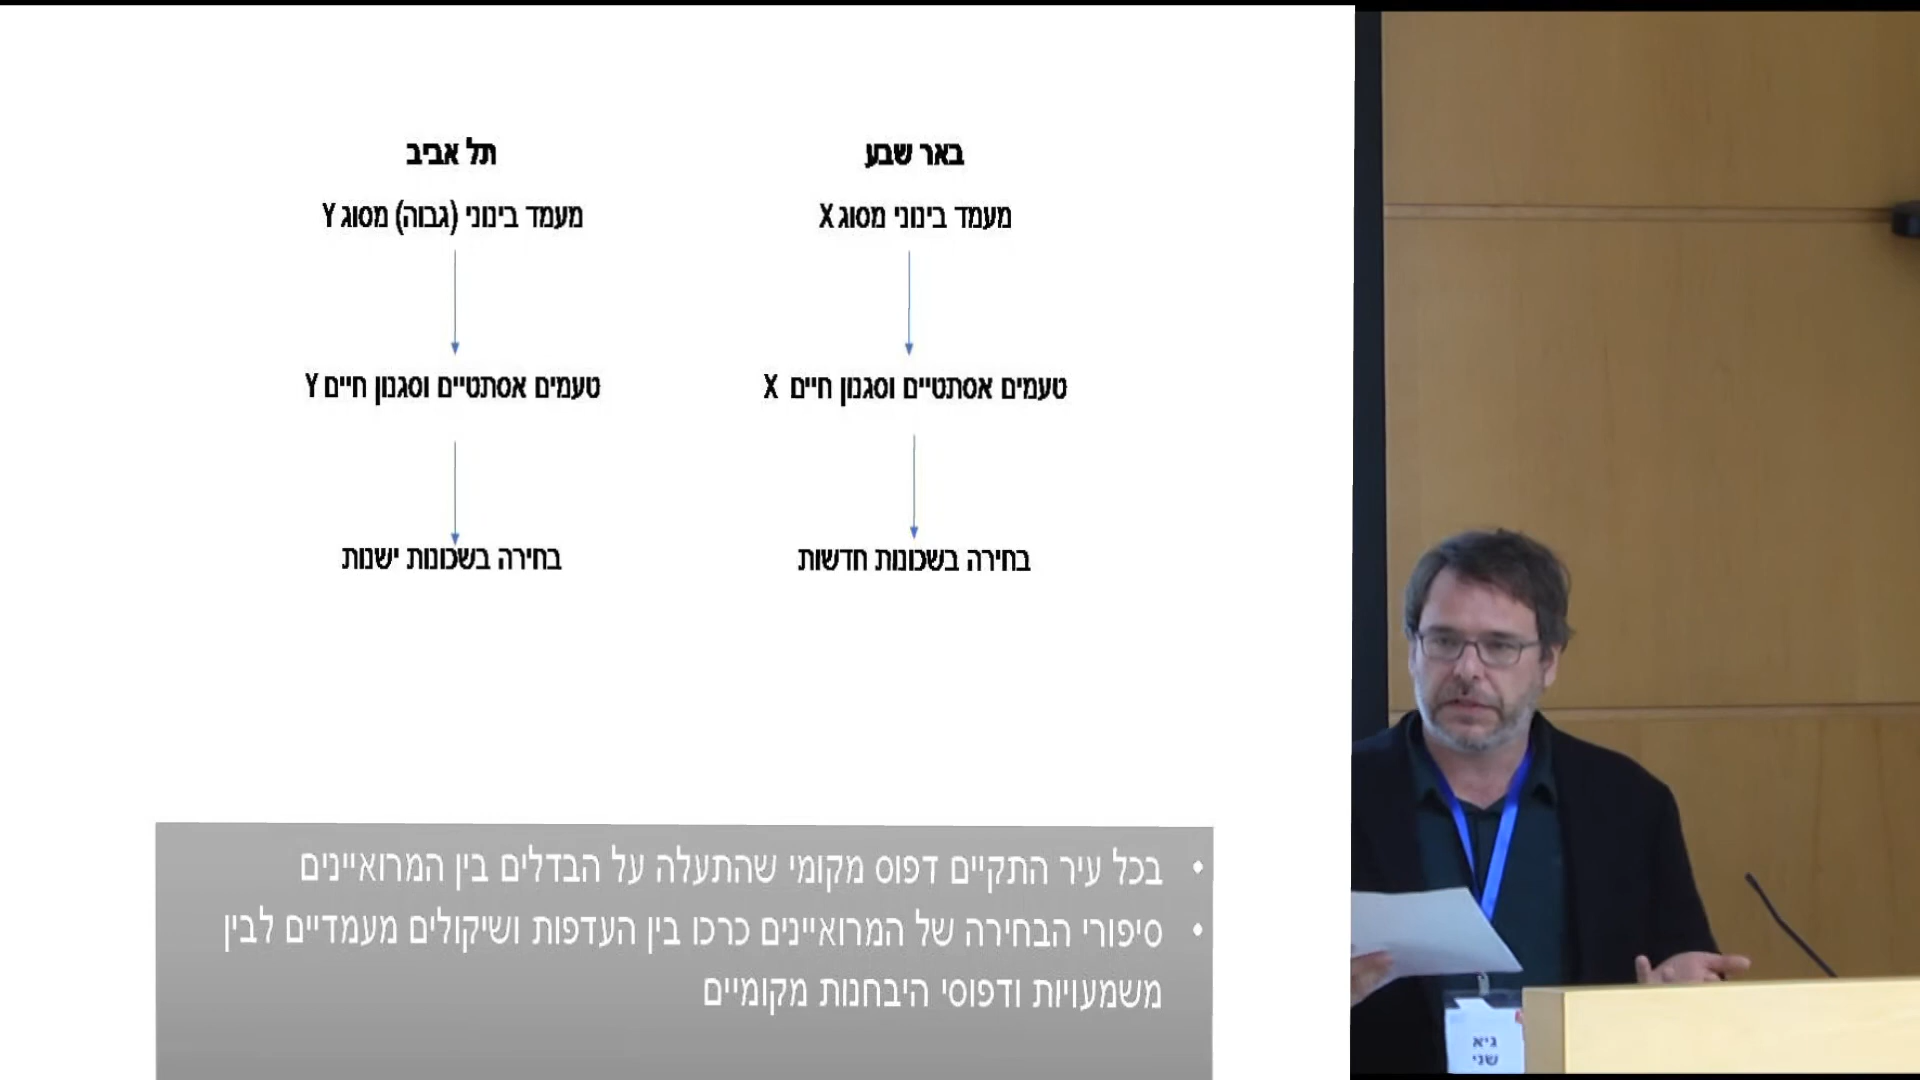 באר שבע
מעמד בינוני מסוג X
טעמים אסתטיים וסגנון חיים X
בחירה בשכונות חדשות
תל אביב
מעמד בינוני (גבוה) מסוג Y
טעמים אסתטיים וסגנון חיים Y
בחירה בשכונות ישנות
• בכל עיר התקיים דפוס מקומי שהתעלה על הבדלים בין המרואיינים
• סיפורי הבחירה של המרואיינים כרכו בין העדפות ושיקולים מעמדיים לבין
משמעויות ודפוסי היבחנות מקומיים
גיא
שני